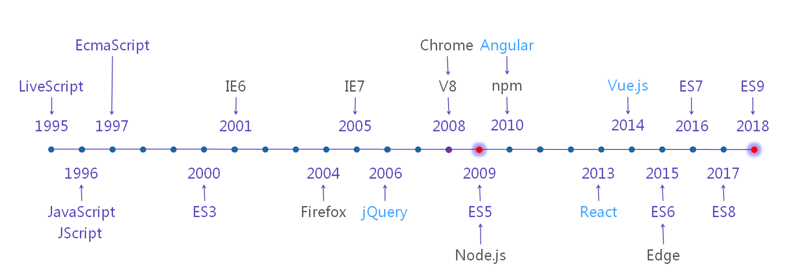 EcmaScript Chrome Angular
LiveScript IE6 IE7 V8 npm Vue.js ES7 ES9
1995 1997 2001 2005 2008 2010 2014 2016 2018
1996 2000 2004 2006 2009 2013 2015 2017
JavaScript ES3 Firefox jQuery ES5 React ES6 ES8
JScript
Node.js Edge